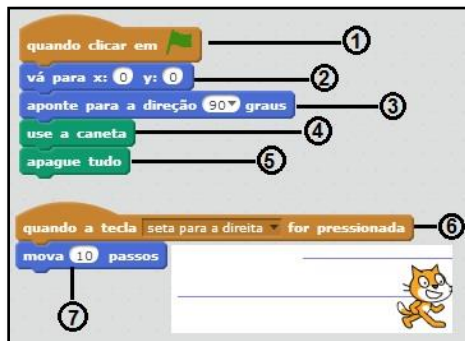 quando clicar em 1
vá para x: 0 y: 0 2
aponte para a direção 90 graus 3
use a caneta 4
apague tudo 5
quando a tecla seta para a direita for pressionada 6
mova 10 passos
7